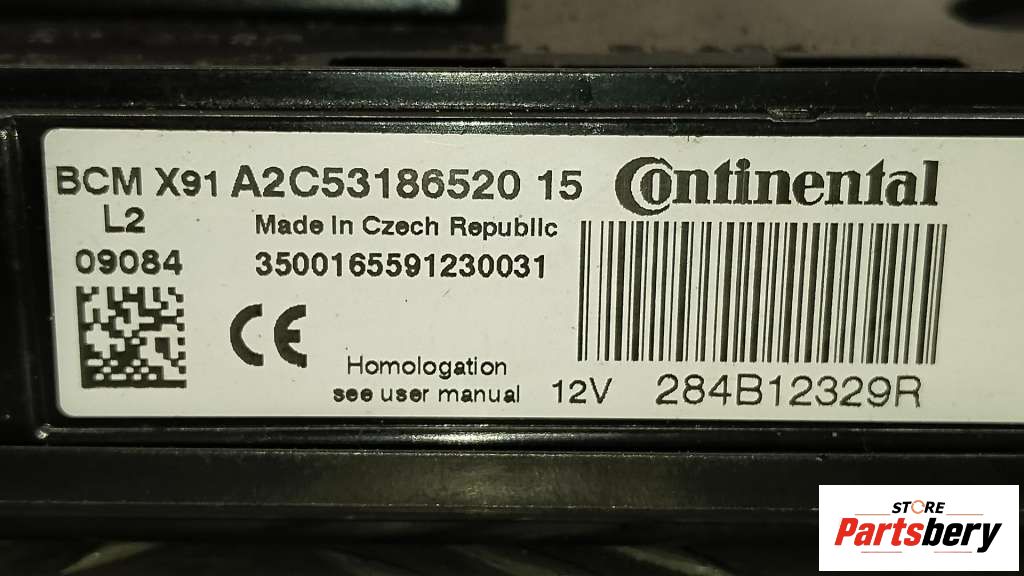 BCM X91 A2C53186520 15 Continental
L2
Made In Czech Republic
09084
3500165591230031
CE
Homologation
see user manual
12V
284B12329R
STORE
Partsbery